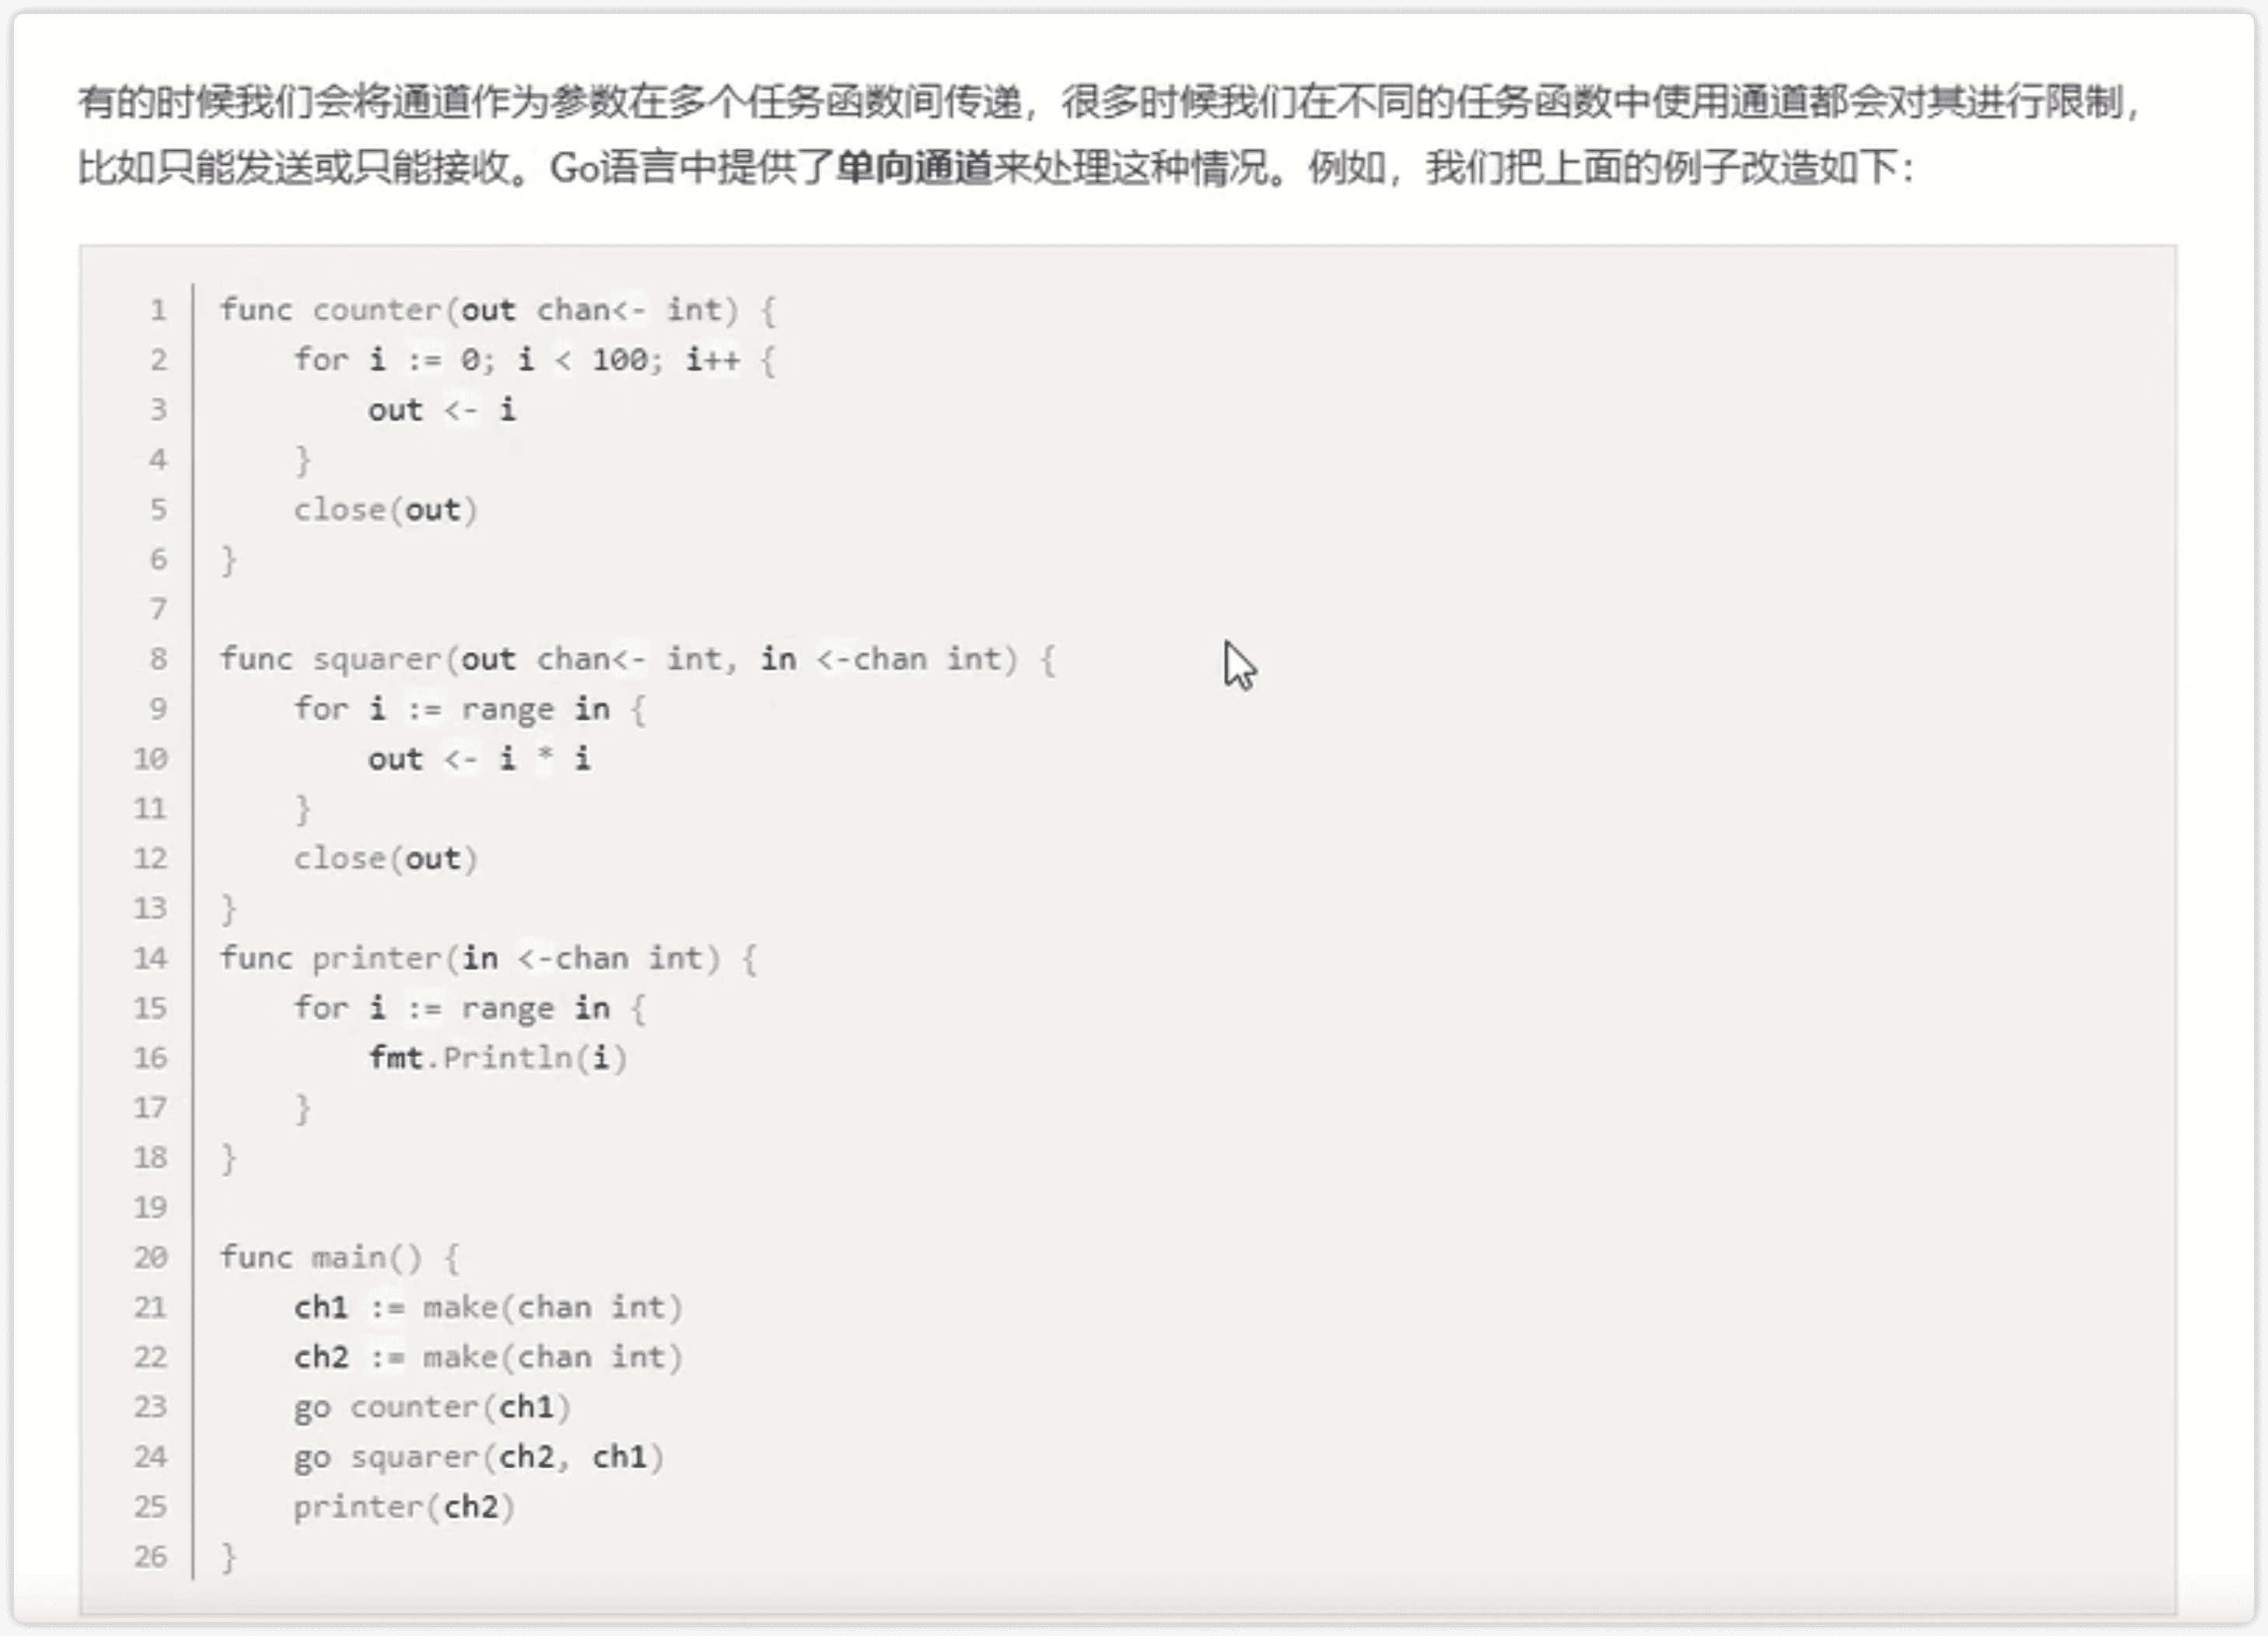 有的时候我们会将通道作为参数在多个任务函数间传递，很多时候我们在不同的任务函数中使用通道都会对其进行限制，
比如只能发送或只能接收。Go语言中提供了单向通道来处理这种情况。例如，我们把上面的例子改造如下：
1 func counter(out chan<- int) {
2     for i := 0; i < 100; i++ {
3         out <- i
4     }
5     close(out)
6 }
7
8 func squarer(out chan<- int, in <-chan int) {
9     for i := range in {
10         out <- i * i
11     }
12     close(out)
13 }
14 func printer(in <-chan int) {
15     for i := range in {
16         fmt.Println(i)
17     }
18 }
19
20 func main() {
21     ch1 := make(chan int)
22     ch2 := make(chan int)
23     go counter(ch1)
24     go squarer(ch2, ch1)
25     printer(ch2)
26 }